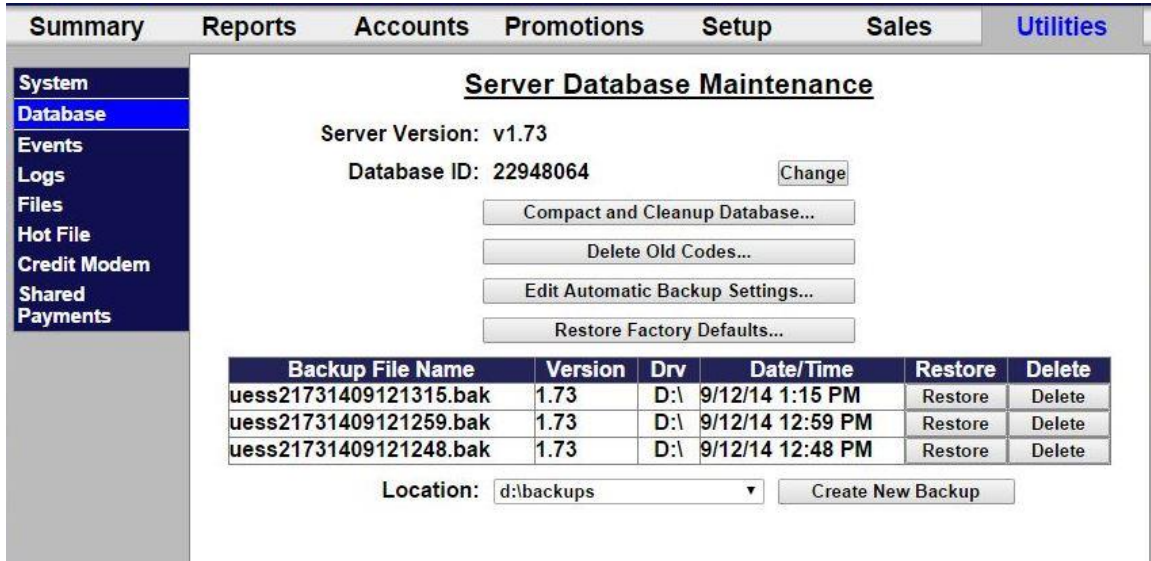 Summary Reports Accounts Promotions Setup Sales Utilities
System
Database
Events
Logs
Files
Hot File
Credit Modem
Shared
Payments
Server Database Maintenance
Server Version: v1.73
Database ID: 22948064 Change
Compact and Cleanup Database...
Delete Old Codes...
Edit Automatic Backup Settings...
Restore Factory Defaults...
Backup File Name Version Drv Date/Time Restore Delete
uess21731409121315.bak 1.73 D:\ 9/12/14 1:15 PM Restore Delete
uess21731409121259.bak 1.73 D:\ 9/12/14 12:59 PM Restore Delete
uess21731409121248.bak 1.73 D:\ 9/12/14 12:48 PM Restore Delete
Location: d:\backups Create New Backup